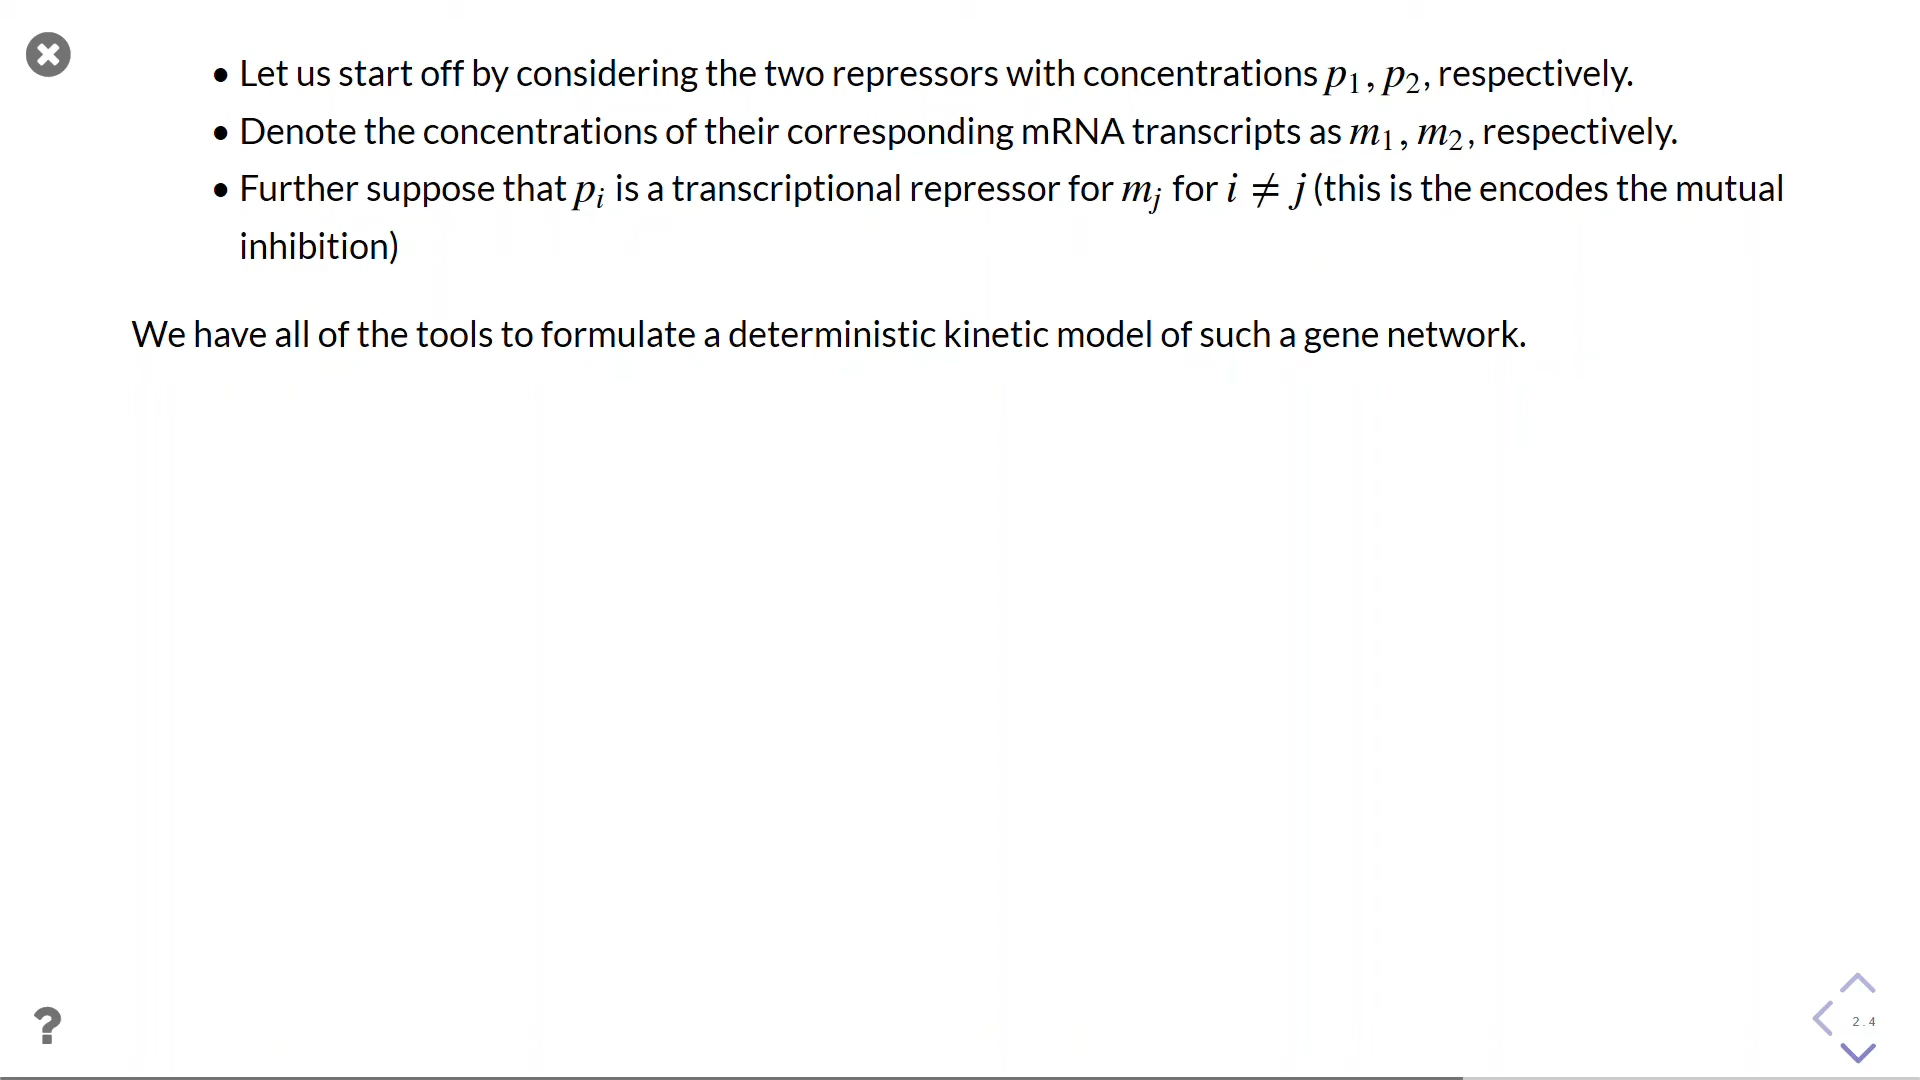 • Let us start off by considering the two repressors with concentrations p₁, p₂, respectively.
• Denote the concentrations of their corresponding mRNA transcripts as m₁, m₂, respectively.
• Further suppose that pᵢ is a transcriptional repressor for mⱼ for i ≠ j (this is the encodes the mutual
inhibition)
We have all of the tools to formulate a deterministic kinetic model of such a gene network.
?
2.4